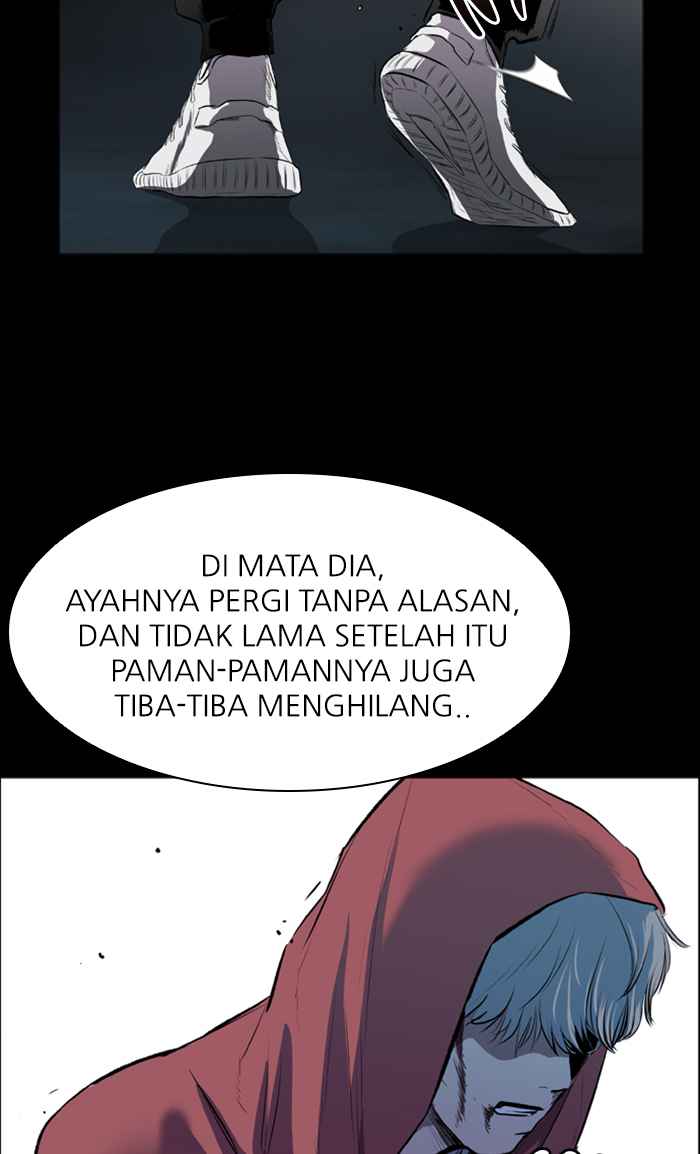 DI MATA DIA,
AYAHNYA PERGI TANPA ALASAN,
DAN TIDAK LAMA SETELAH ITU
PAMAN-PAMANNYA JUGA
TIBA-TIBA MENGHILANG..